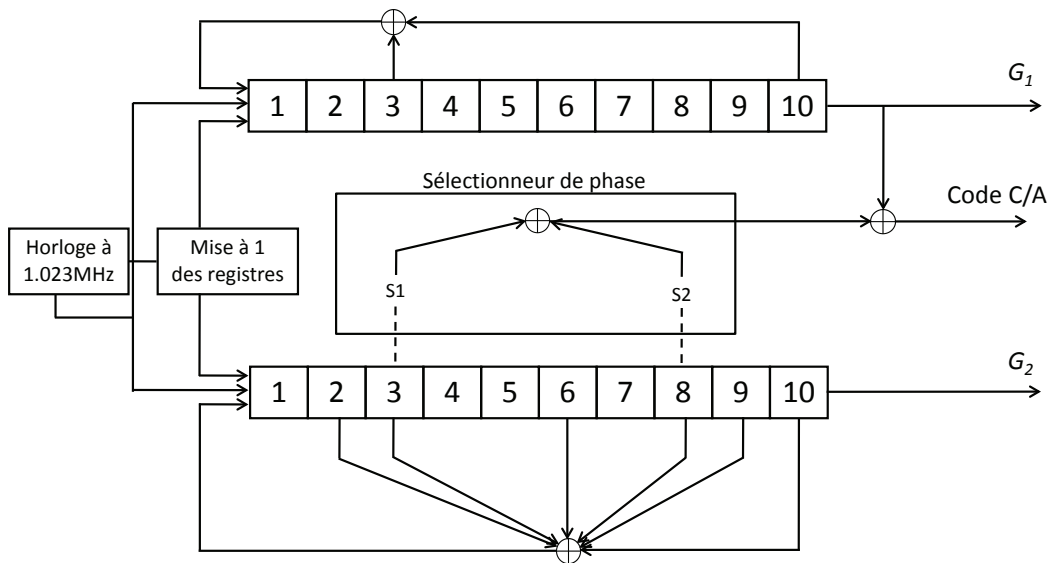 1 2 3 4 5 6 7 8 9 10
G1
Sélectionneur de phase
Code C/A
Horloge à
1.023MHz
Mise à 1
des registres
S1
S2
1 2 3 4 5 6 7 8 9 10
G2